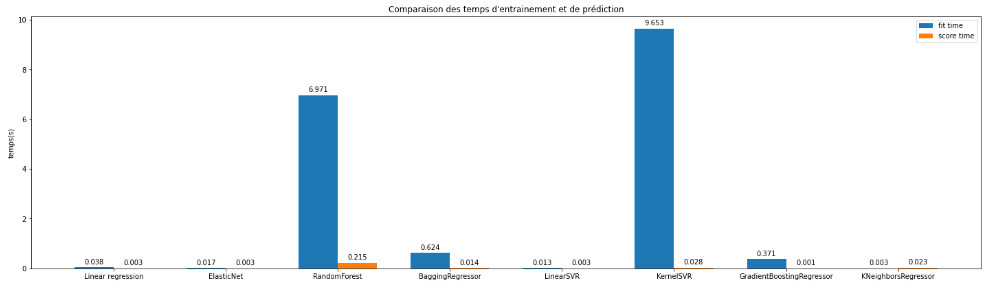 Comparaison des temps d'entrainement et de prédiction
fit time
score time
temps(s)
10
8
6
4
2
0
0.038
0.003
0.017
0.003
6.971
0.215
0.624
0.014
0.013
0.003
9.653
0.028
0.371
0.001
0.003
0.023
Linear regression
ElasticNet
RandomForest
BaggingRegressor
LinearSVR
KernelSVR
GradientBoostingRegressor
KNeighborsRegressor